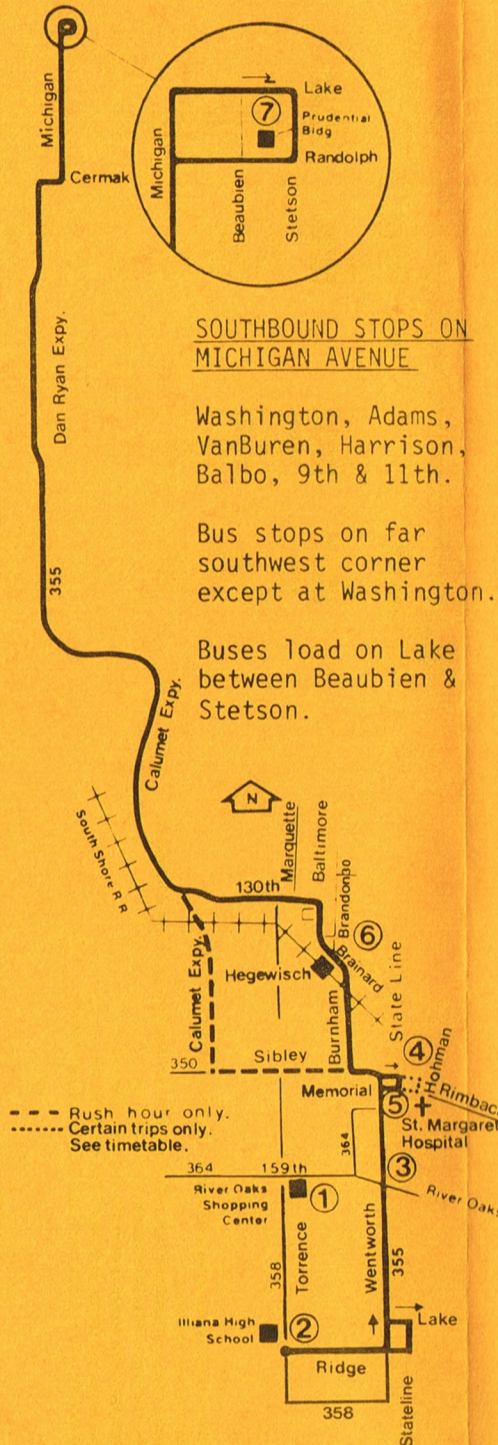 Michigan
Cermak
Lake
⑦
Prudential
Bldg
Randolph
Michigan
Beaubien
Stetson
Dan Ryan Expy.
SOUTHBOUND STOPS ON
MICHIGAN AVENUE
Washington, Adams,
VanBuren, Harrison,
Balbo, 9th & 11th.
Bus stops on far
southwest corner
except at Washington.
Buses load on Lake
between Beaubien &
Stetson.
355
Calumet Expy.
South Shore R R
N
Marquette
Baltimore
130th
Brandon
⑥
Brainard
Hegewisch
Calumet Expy.
Burnham
State Line
④
Hohman
350
Sibley
Memorial
⑤
St. Margaret
Hospital
Rush hour only.
Certain trips only.
See timetable.
364
③
364
159th
River Oaks
River Oaks
Shopping
Center
①
358
Torrence
Wentworth
355
Illiana High
School
②
Lake
Ridge
358
Stateline